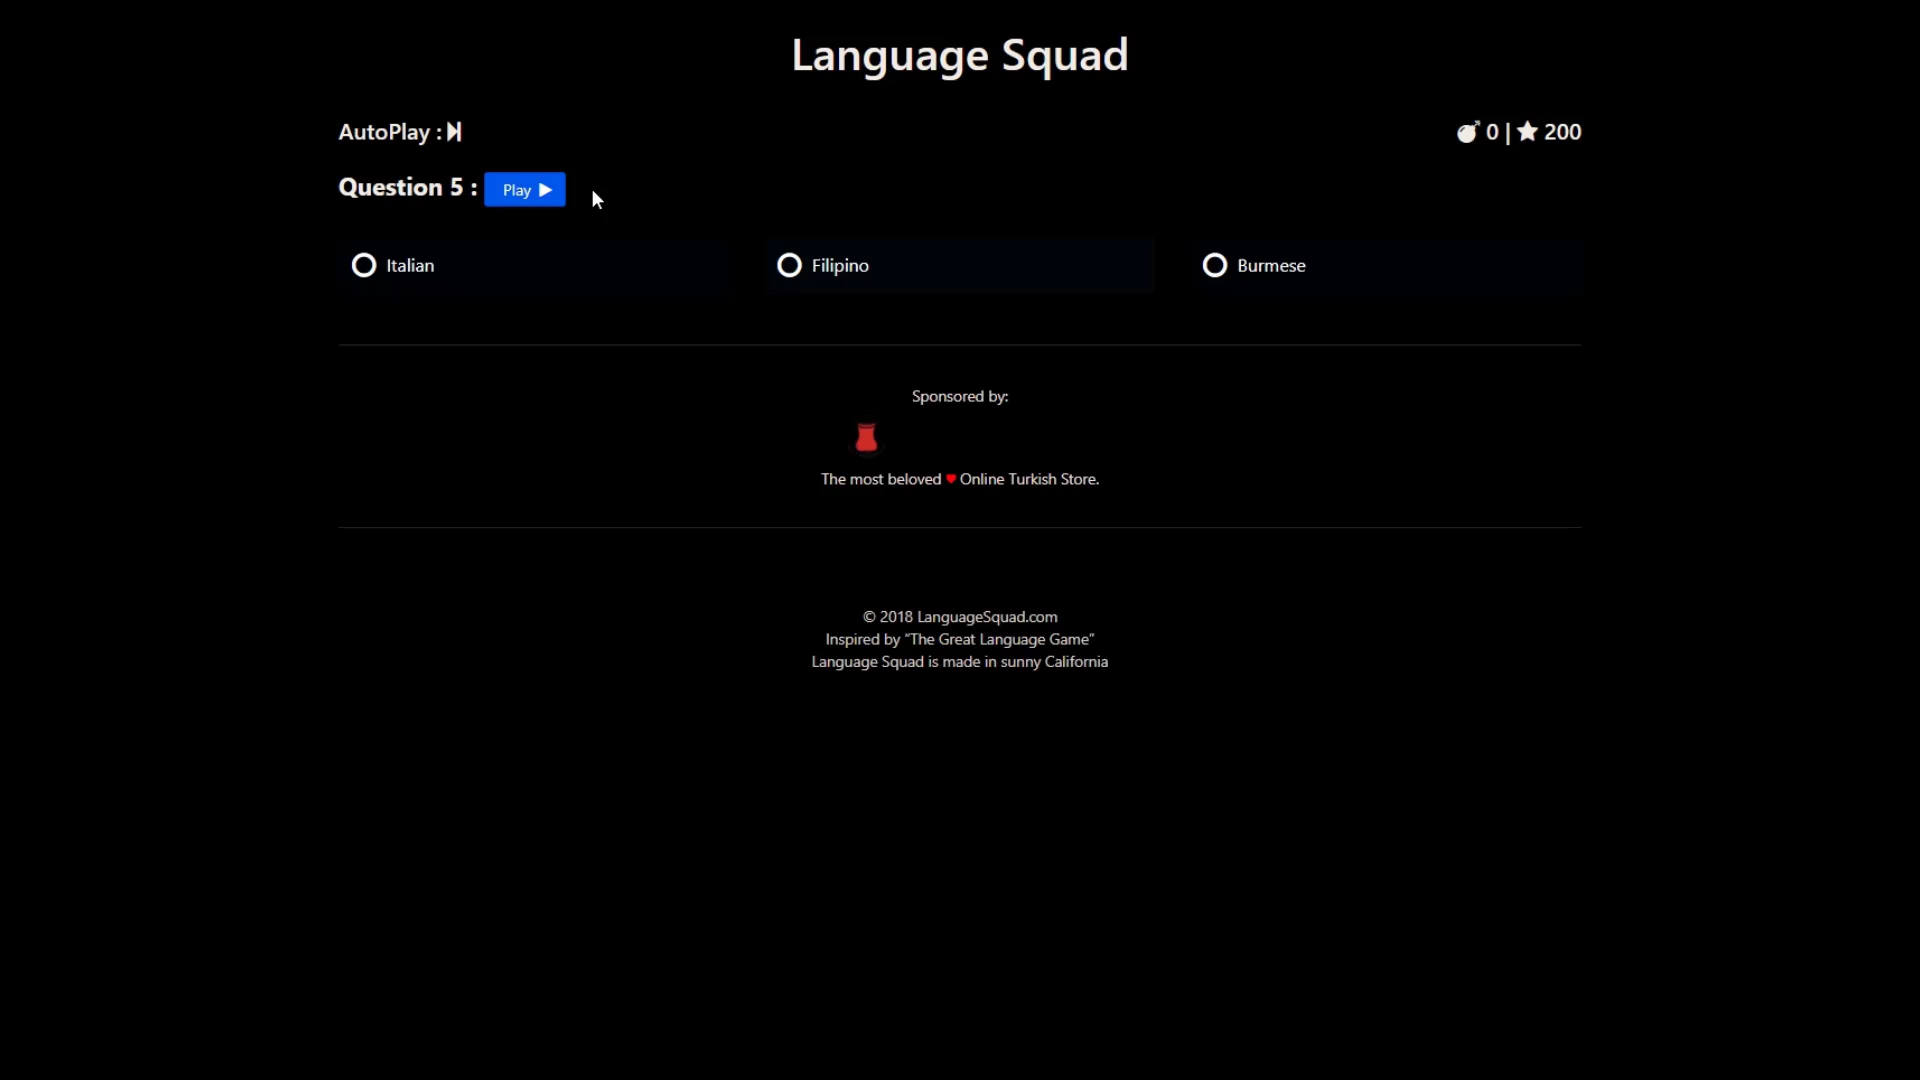 Language Squad
AutoPlay :
0 | 200
Question 5 : Play
Italian
Filipino
Burmese
Sponsored by:
The most beloved Online Turkish Store.
© 2018 LanguageSquad.com
Inspired by “The Great Language Game”
Language Squad is made in sunny California